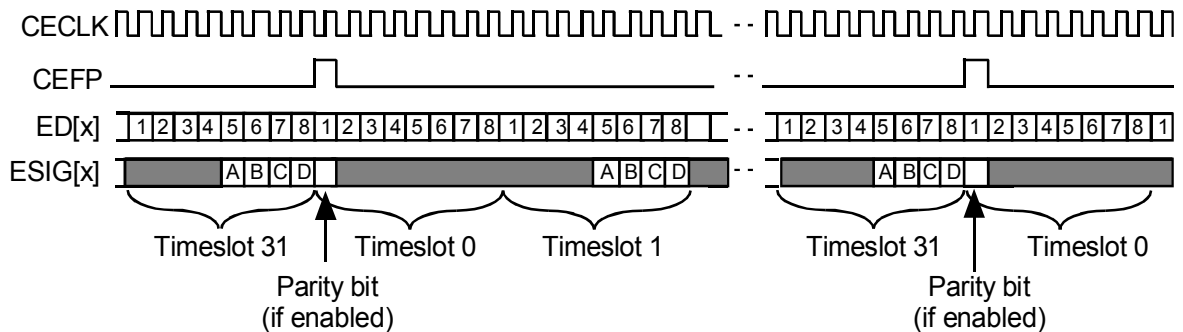 CECLK - -
CEFP - -
ED[x] 1 2 3 4 5 6 7 8 1 2 3 4 5 6 7 8 1 2 3 4 5 6 7 8 - - 1 2 3 4 5 6 7 8 1 2 3 4 5 6 7 8 1
ESIG[x] A B C D A B C D - - A B C D
Timeslot 31 Timeslot 0 Timeslot 1 Timeslot 31 Timeslot 0
Parity bit Parity bit
(if enabled) (if enabled)